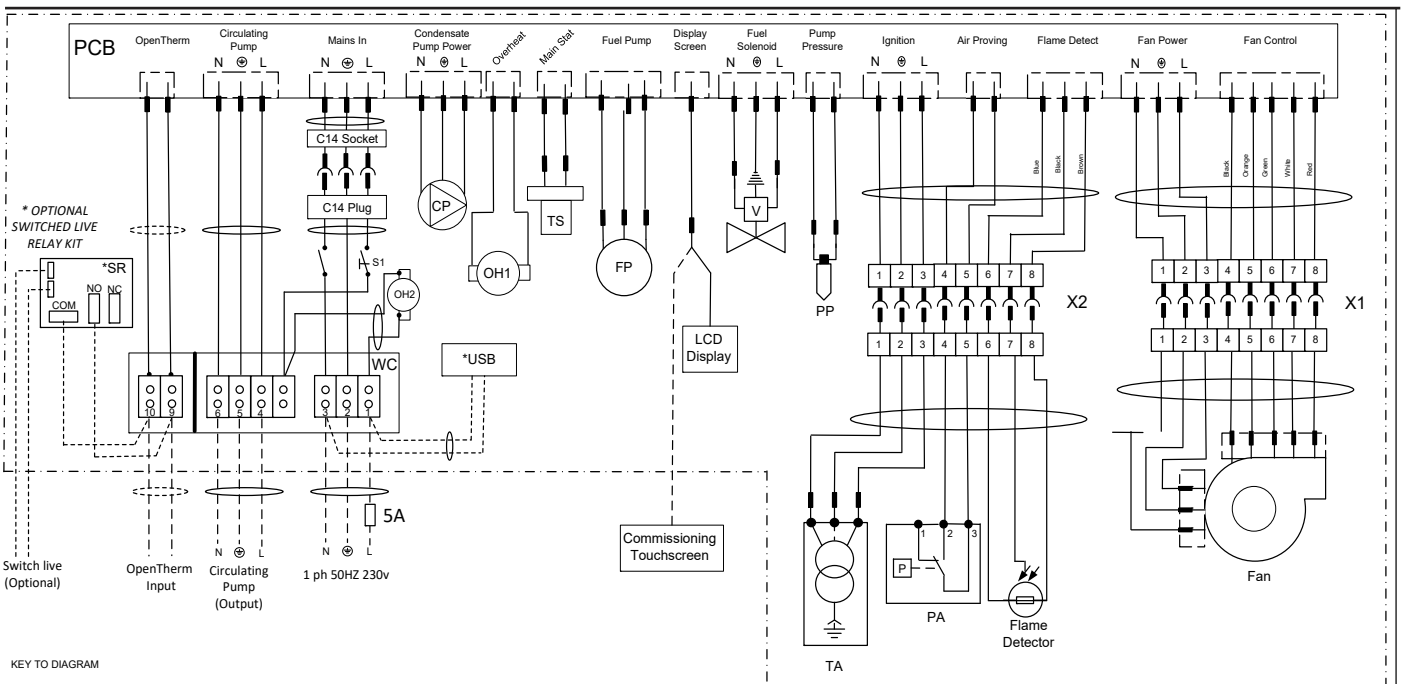 PCB
OpenTherm
Circulating
Pump
N ⏚ L
Mains In
N ⏚ L
Condensate
Pump Power
N ⏚ L
Overheat
Main Stat
Fuel Pump
Display
Screen
Fuel
Solenoid
N ⏚ L
Pump
Pressure
Ignition
N ⏚ L
Air Proving
Flame Detect
Fan Power
N ⏚ L
Fan Control
C14 Socket
C14 Plug
Blue
Black
Brown
Black
Orange
Green
White
Red
* OPTIONAL
SWITCHED LIVE
RELAY KIT
*SR
COM
NO
NC
S1
OH2
CP
OH1
TS
FP
V
PP
LCD
Display
1 2 3 4 5 6 7 8
X2
1 2 3 4 5 6 7 8
1 2 3 4 5 6 7 8
X1
1 2 3 4 5 6 7 8
WC
*USB
10 9 6 5 4 3 2 1
5A
N ⏚ L
N ⏚ L
Switch live
(Optional)
OpenTherm
Input
Circulating
Pump
(Output)
1 ph 50HZ 230v
Commissioning
Touchscreen
1 2 3
P
TA
PA
Flame
Detector
Fan
KEY TO DIAGRAM